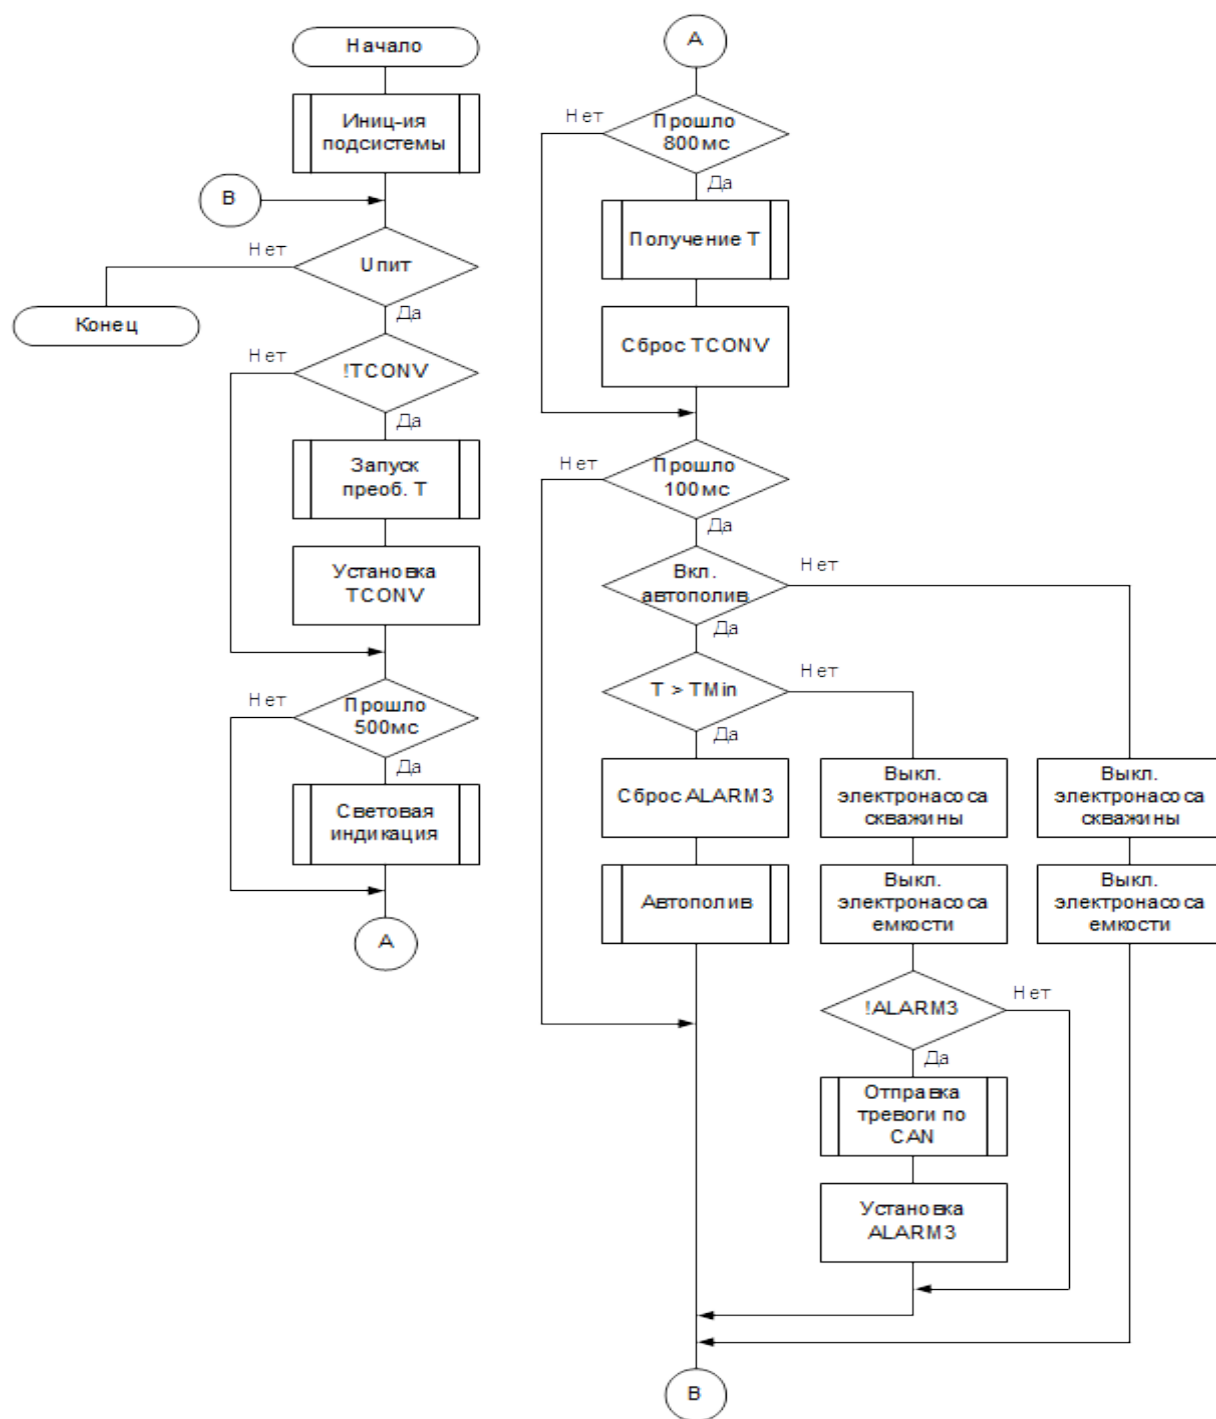 Начало
Иниц-ия
подсистемы
В
Нет
Uпит
Конец
Да
Нет
!TCONV
Да
Запуск
преоб. Т
Установка
TCONV
Нет
Прошло
500мс
Да
Световая
индикация
А
А
Нет
Прошло
800мс
Да
Получение Т
Сброс TCONV
Нет
Прошло
100мс
Да
Вкл.
автополив
Нет
Да
T > TMin
Нет
Да
Сброс ALARM3
Выкл.
электронасоса
скважины
Выкл.
электронасоса
скважины
Автополив
Выкл.
электронасоса
емкости
Выкл.
электронасоса
емкости
!ALARM3
Нет
Да
Отправка
тревоги по
CAN
Установка
ALARM3
В